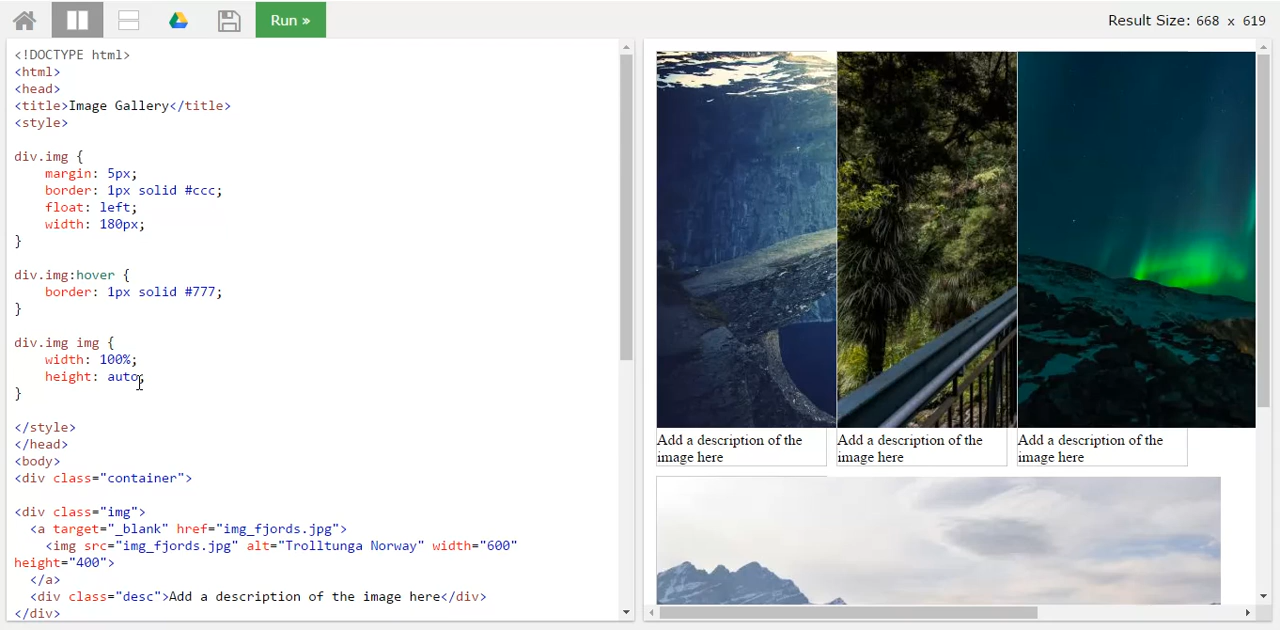 Run »
Result Size: 668 x 619
<!DOCTYPE html>
<html>
<head>
<title>Image Gallery</title>
<style>
div.img {
margin: 5px;
border: 1px solid #ccc;
float: left;
width: 180px;
}
div.img:hover {
border: 1px solid #777;
}
div.img img {
width: 100%;
height: auto;
}
</style>
</head>
<body>
<div class="container">
<div class="img">
<a target="_blank" href="img_fjords.jpg">
<img src="img_fjords.jpg" alt="Trolltunga Norway" width="600"
height="400">
</a>
<div class="desc">Add a description of the image here</div>
</div>
Add a description of the
image here
Add a description of the
image here
Add a description of the
image here